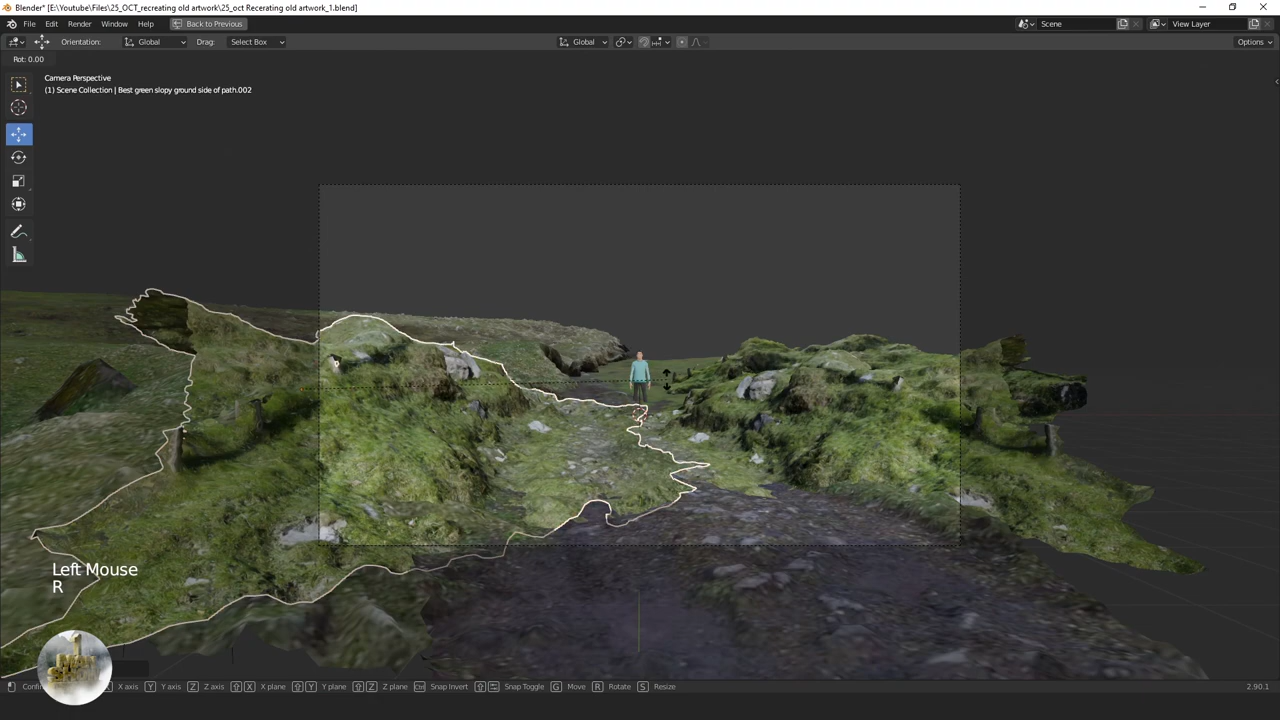 Blender* [E:\Youtube\Files\25_OCT_recreating old artwork\25_oct Recerating old artwork_1.blend]
File Edit Render Window Help Back to Previous Scene View Layer
Orientation: Global Drag: Select Box Global Options
Rot: 0.00
Camera Perspective
(1) Scene Collection | Best green slopy ground side of path.002
Left Mouse
R
1 MAN
X axis Y Y axis Z Z axis X X plane Y Y plane Z Z plane Ctrl Snap Invert Snap Toggle G Move R Rotate S Resize 2.90.1